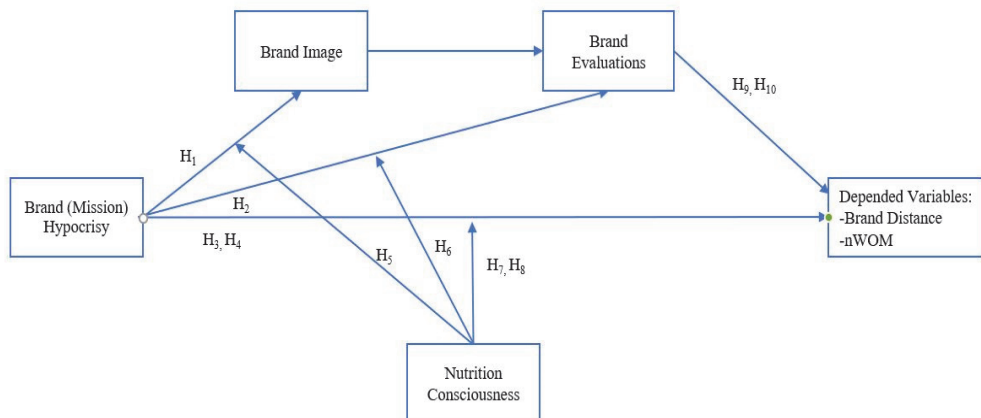 Brand Image
Brand
Evaluations
H9, H10
H1
Brand (Mission)
Hypocrisy
H2
H3, H4
Depended Variables:
-Brand Distance
-nWOM
H5
H6
H7, H8
Nutrition
Consciousness